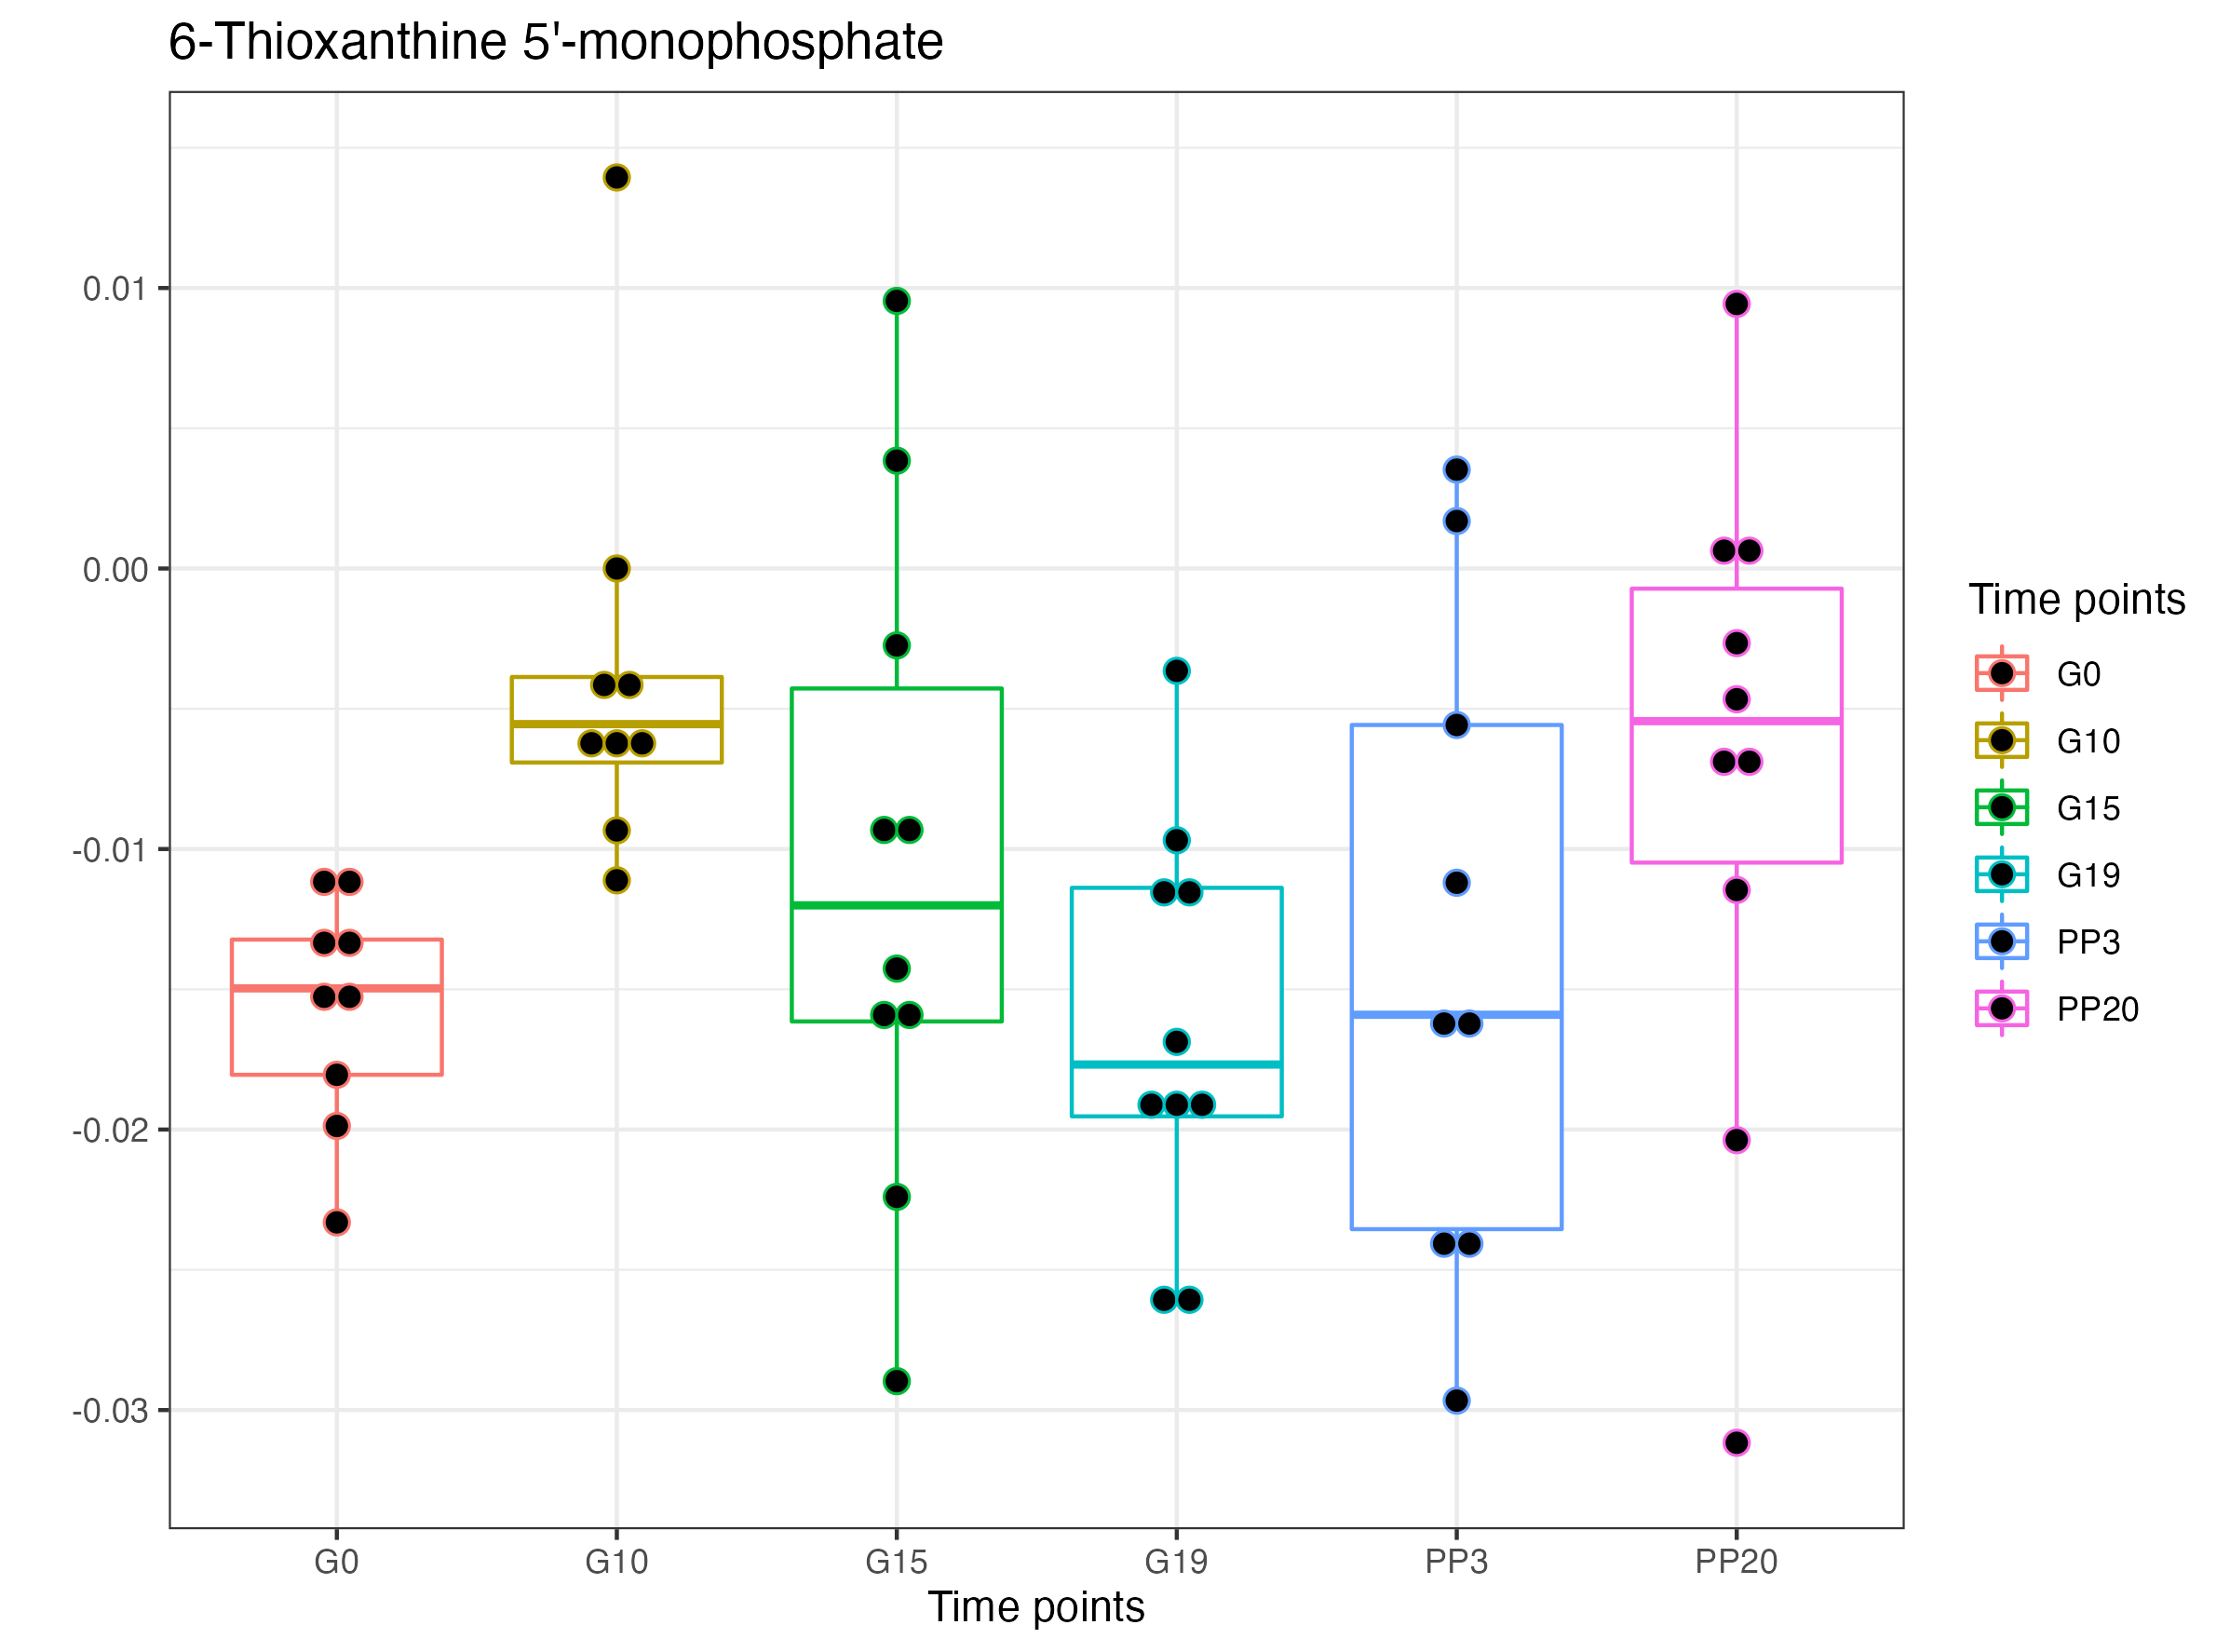 6-Thioxanthine 5'-monophosphate
0.01
0.00
-0.01
-0.02
-0.03
G0 G10 G15 G19 PP3 PP20
Time points
Time points
G0
G10
G15
G19
PP3
PP20